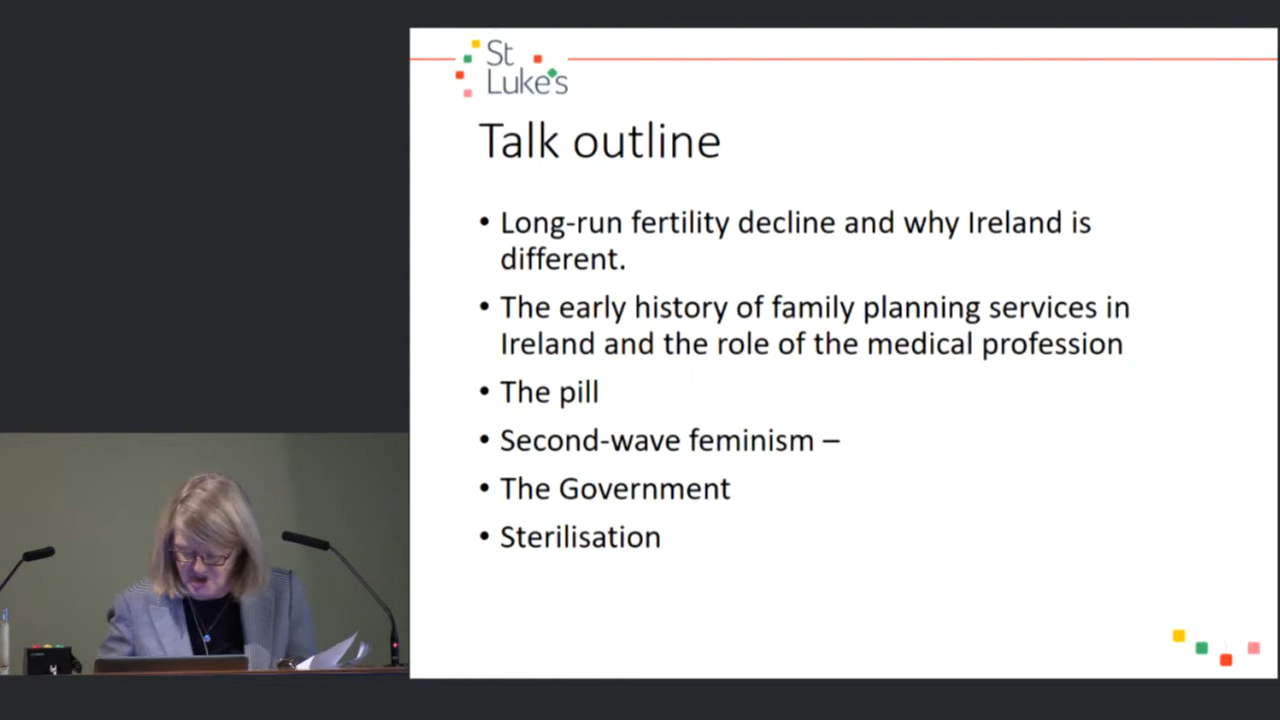 St
Luke's
Talk outline
• Long-run fertility decline and why Ireland is
different.
• The early history of family planning services in
Ireland and the role of the medical profession
• The pill
• Second-wave feminism –
• The Government
• Sterilisation